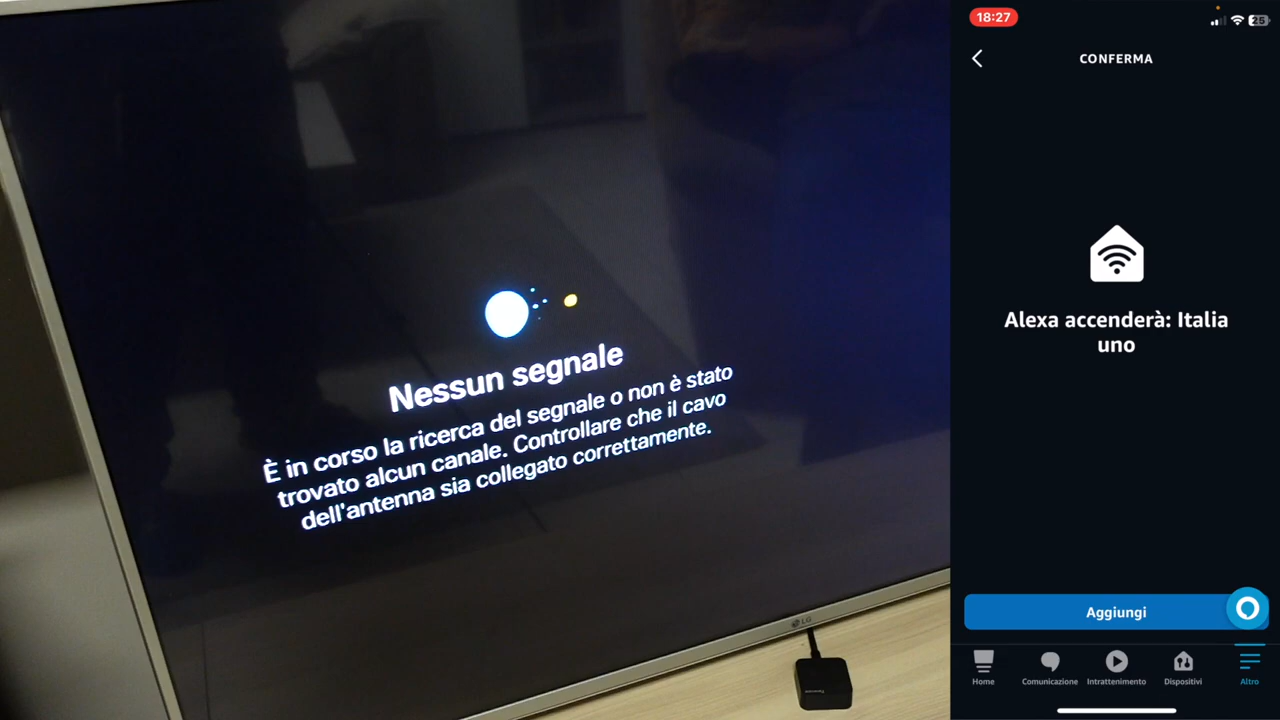 Nessun segnale
È in corso la ricerca del segnale o non è stato
trovato alcun canale. Controllare che il cavo
dell'antenna sia collegato correttamente.
LG
18:27
25
CONFERMA
Alexa accenderà: Italia
uno
Aggiungi
Home
Comunicazione
Intrattenimento
Dispositivi
Altro